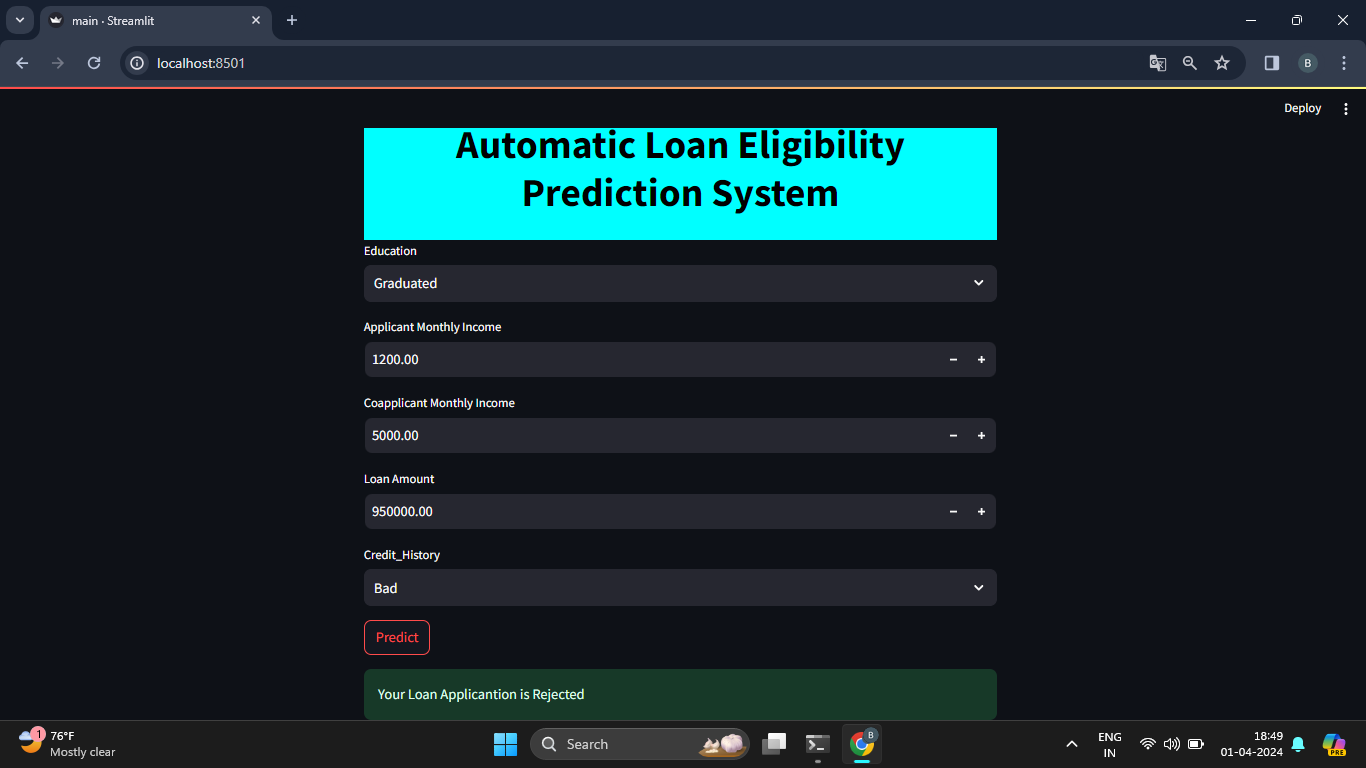 main · Streamlit
localhost:8501
B
Deploy
Automatic Loan Eligibility
Prediction System
Education
Graduated
Applicant Monthly Income
1200.00
Coapplicant Monthly Income
5000.00
Loan Amount
950000.00
Credit_History
Bad
Predict
Your Loan Applicantion is Rejected
1
76°F
Mostly clear
Search
B
ENG
IN
18:49
01-04-2024
PRE